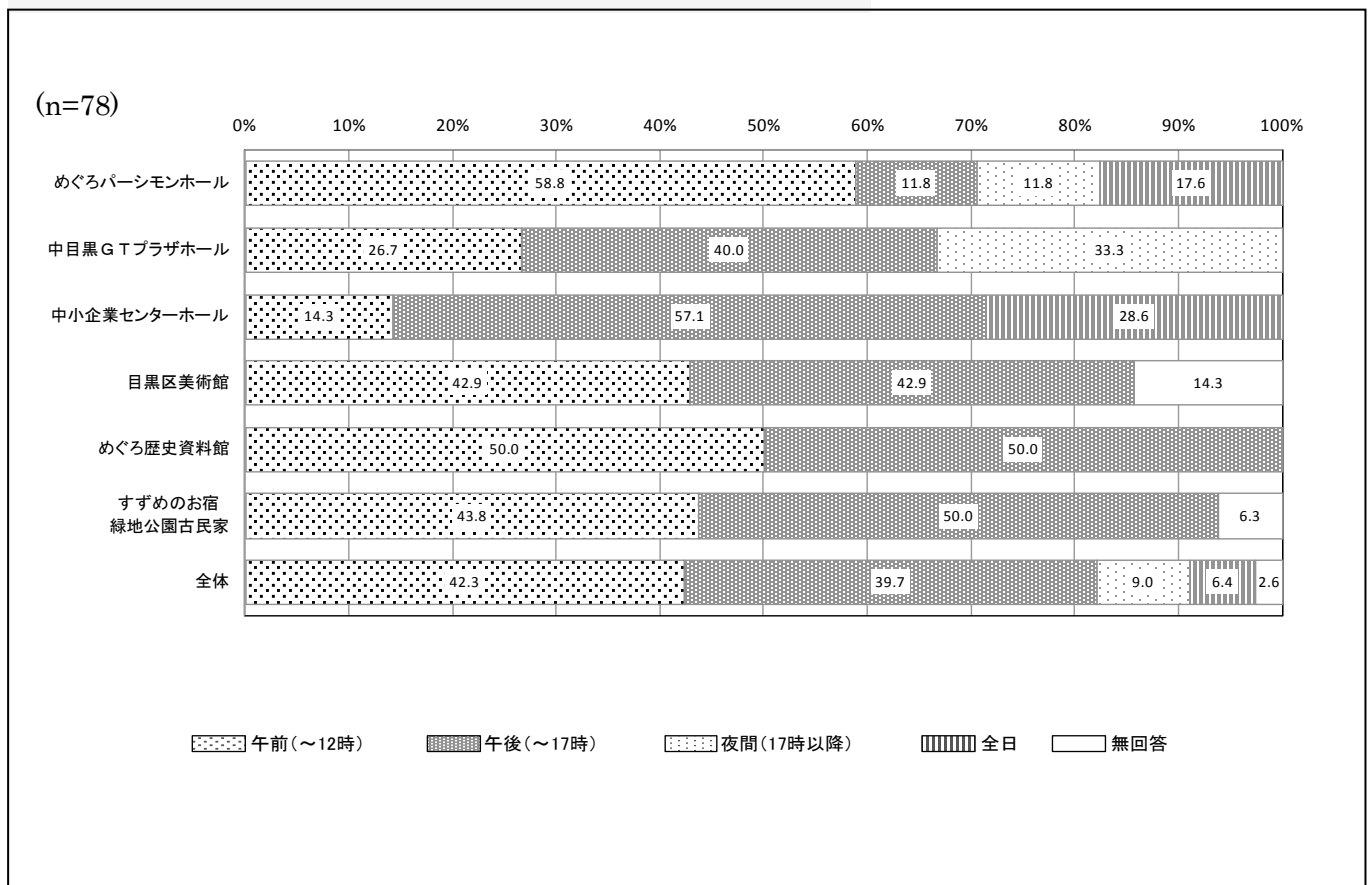 (n=78)
0% 10% 20% 30% 40% 50% 60% 70% 80% 90% 100%
めぐろパーシモンホール 58.8 11.8 11.8 17.6
中目黒GTプラザホール 26.7 40.0 33.3
中小企業センターホール 14.3 57.1 28.6
目黒区美術館 42.9 42.9 14.3
めぐろ歴史資料館 50.0 50.0
すずめのお宿
緑地公園古民家 43.8 50.0 6.3
全体 42.3 39.7 9.0 6.4 2.6
午前(~12時) 午後(~17時) 夜間(17時以降) 全日 無回答